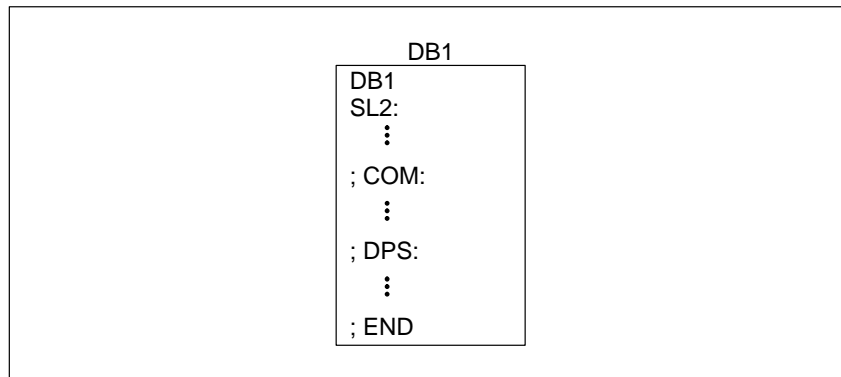 DB1
DB1
SL2:
; COM:
; DPS:
; END